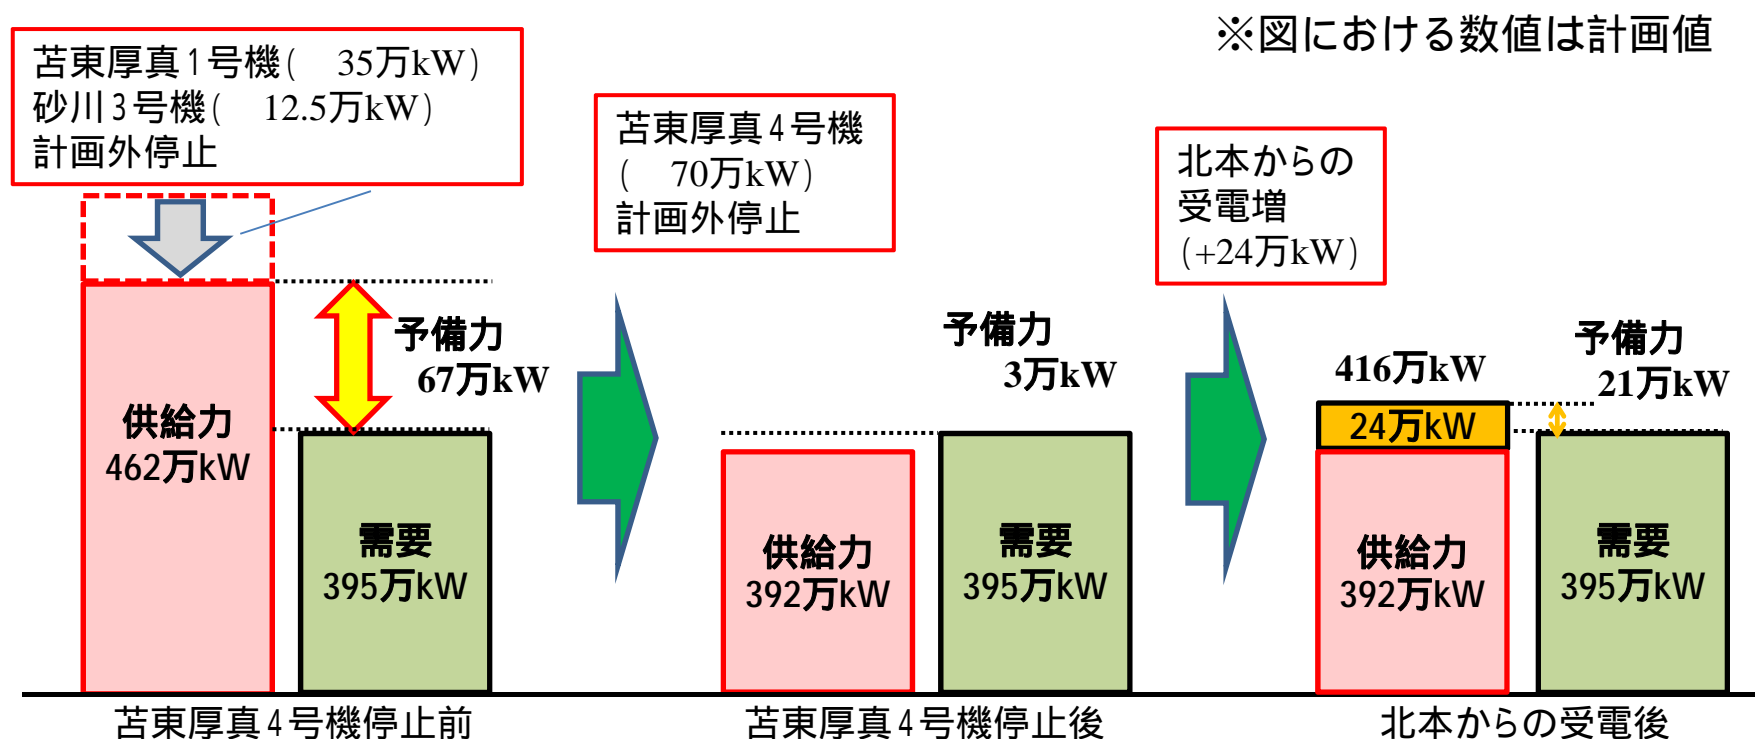 ※図における数値は計画値
苫東厚真1号機( 35万kW)
砂川3号機( 12.5万kW)
計画外停止
苫東厚真4号機
( 70万kW)
計画外停止
北本からの
受電増
(+24万kW)
予備力
67万kW
供給力
462万kW
需要
395万kW
苫東厚真4号機停止前
予備力
3万kW
供給力
392万kW
需要
395万kW
苫東厚真4号機停止後
416万kW
予備力
21万kW
24万kW
供給力
392万kW
需要
395万kW
北本からの受電後